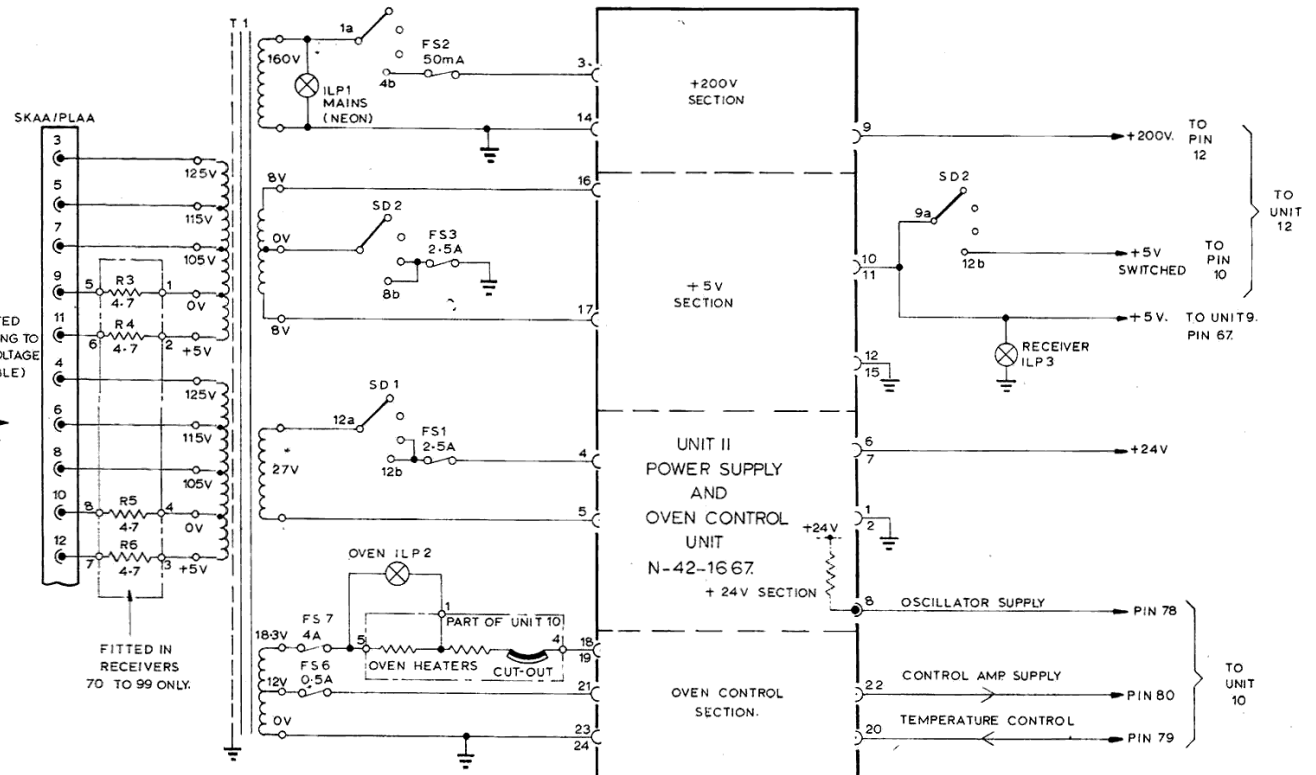 T 1
1a
FS2
50mA
160V
4b
ILP1
MAINS
(NEON)
3
14
+200V
SECTION
9
+200V.
TO
PIN
12
SKAA/PLAA
3
125V
5
115V
7
105V
9
5
R3
4·7
1
0V
11
6
R4
4·7
2
+5V
4
125V
6
115V
8
105V
10
8
R5
4·7
4
0V
12
7
R6
4·7
3
+5V
TED
NG TO
OLTAGE
BLE)
FITTED IN
RECEIVERS
70 TO 99 ONLY.
8V
16
SD2
0V
FS3
2·5A
8b
8V
17
+5V
SECTION
10
11
SD2
9a
12b
+5V
SWITCHED
TO
PIN
10
TO
UNIT
12
+5V.
TO UNIT 9.
PIN 67.
RECEIVER
ILP3
12
15
SD1
12a
FS1
2·5A
27V
12b
4
5
UNIT II
POWER SUPPLY
AND
OVEN CONTROL
UNIT
N-42-1667.
+24V SECTION
6
7
+24V
1
2
+24V
8
OSCILLATOR SUPPLY
PIN 78
OVEN ILP2
1
PART OF UNIT 10
18·3V
FS 7
4A
5
OVEN HEATERS
CUT-OUT
4
18
19
12V
FS6
0·5A
21
0V
23
24
OVEN CONTROL
SECTION.
22
CONTROL AMP SUPPLY
PIN 80
20
TEMPERATURE CONTROL
PIN 79
TO
UNIT
10